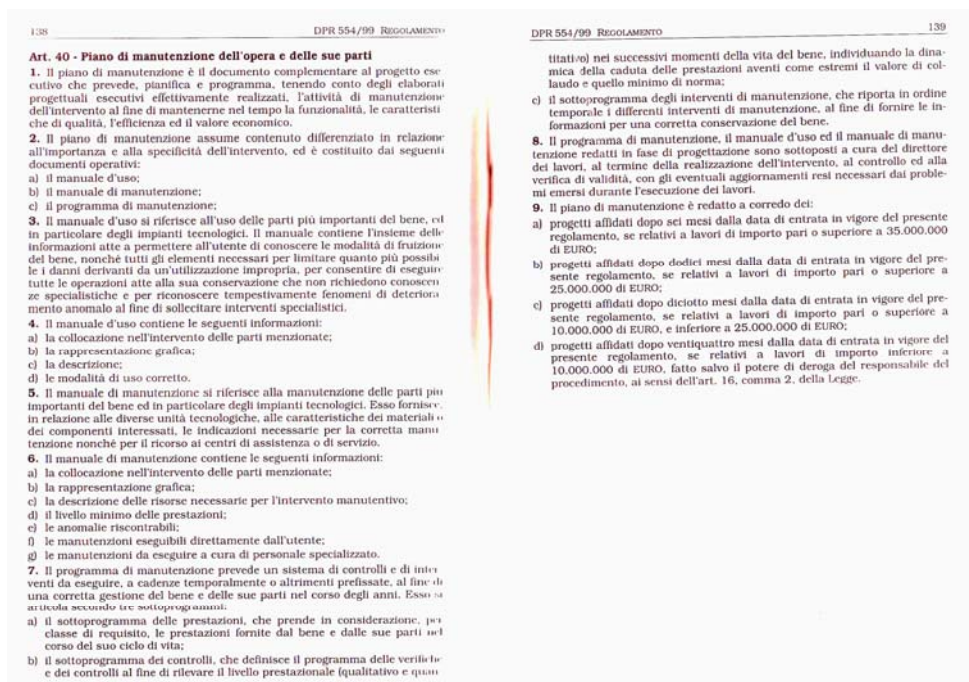 138
DPR 554/99 REGOLAMENTO
Art. 40 - Piano di manutenzione dell'opera e delle sue parti
1. Il piano di manutenzione è il documento complementare al progetto ese
cutivo che prevede, pianifica e programma, tenendo conto degli elaborati
progettuali esecutivi effettivamente realizzati, l'attività di manutenzione
dell'intervento al fine di mantenerne nel tempo la funzionalità, le caratteristi
che di qualità, l'efficienza ed il valore economico.
2. Il piano di manutenzione assume contenuto differenziato in relazione
all'importanza e alla specificità dell'intervento, ed è costituito dai seguenti
documenti operativi:
a) il manuale d'uso;
b) il manuale di manutenzione;
c) il programma di manutenzione;
3. Il manuale d'uso si riferisce all'uso delle parti più importanti del bene, ed
in particolare degli impianti tecnologici. Il manuale contiene l'insieme delle
informazioni atte a permettere all'utente di conoscere le modalità di fruizione
del bene, nonché tutti gli elementi necessari per limitare quanto più possibi
le i danni derivanti da un'utilizzazione impropria, per consentire di eseguire
tutte le operazioni atte alla sua conservazione che non richiedono conoscen
ze specialistiche e per riconoscere tempestivamente fenomeni di deteriora
mento anomalo al fine di sollecitare interventi specialistici.
4. Il manuale d'uso contiene le seguenti informazioni:
a) la collocazione nell'intervento delle parti menzionate;
b) la rappresentazione grafica;
c) la descrizione;
d) le modalità di uso corretto.
5. Il manuale di manutenzione si riferisce alla manutenzione delle parti più
importanti del bene ed in particolare degli impianti tecnologici. Esso fornisce,
in relazione alle diverse unità tecnologiche, alle caratteristiche dei materiali o
dei componenti interessati, le indicazioni necessarie per la corretta manu
tenzione nonché per il ricorso ai centri di assistenza o di servizio.
6. Il manuale di manutenzione contiene le seguenti informazioni:
a) la collocazione nell'intervento delle parti menzionate;
b) la rappresentazione grafica;
c) la descrizione delle risorse necessarie per l'intervento manutentivo;
d) il livello minimo delle prestazioni;
e) le anomalie riscontrabili;
f) le manutenzioni eseguibili direttamente dall'utente;
g) le manutenzioni da eseguire a cura di personale specializzato.
7. Il programma di manutenzione prevede un sistema di controlli e di inter
venti da eseguire, a cadenze temporalmente o altrimenti prefissate, al fine di
una corretta gestione del bene e delle sue parti nel corso degli anni. Esso si
articola secondo tre sottoprogrammi:
a) il sottoprogramma delle prestazioni, che prende in considerazione, per
classe di requisito, le prestazioni fornite dal bene e dalle sue parti nel
corso del suo ciclo di vita;
b) il sottoprogramma dei controlli, che definisce il programma delle verifiche
e dei controlli al fine di rilevare il livello prestazionale (qualitativo e quan
DPR 554/99 REGOLAMENTO
139
titativo) nei successivi momenti della vita del bene, individuando la dina-
mica della caduta delle prestazioni aventi come estremi il valore di col-
laudo e quello minimo di norma;
c) il sottoprogramma degli interventi di manutenzione, che riporta in ordine
temporale i differenti interventi di manutenzione, al fine di fornire le in-
formazioni per una corretta conservazione del bene.
8. Il programma di manutenzione, il manuale d'uso ed il manuale di manu-
tenzione redatti in fase di progettazione sono sottoposti a cura del direttore
dei lavori, al termine della realizzazione dell'intervento, al controllo ed alla
verifica di validità, con gli eventuali aggiornamenti resi necessari dai proble-
mi emersi durante l'esecuzione dei lavori.
9. Il piano di manutenzione è redatto a corredo dei:
a) progetti affidati dopo sei mesi dalla data di entrata in vigore del presente
regolamento, se relativi a lavori di importo pari o superiore a 35.000.000
di EURO;
b) progetti affidati dopo dodici mesi dalla data di entrata in vigore del pre-
sente regolamento, se relativi a lavori di importo pari o superiore a
25.000.000 di EURO;
c) progetti affidati dopo diciotto mesi dalla data di entrata in vigore del pre-
sente regolamento, se relativi a lavori di importo pari o superiore a
10.000.000 di EURO, e inferiore a 25.000.000 di EURO;
d) progetti affidati dopo ventiquattro mesi dalla data di entrata in vigore del
presente regolamento, se relativi a lavori di importo inferiore a
10.000.000 di EURO, fatto salvo il potere di deroga del responsabile del
procedimento, ai sensi dell'art. 16, comma 2, della Legge.